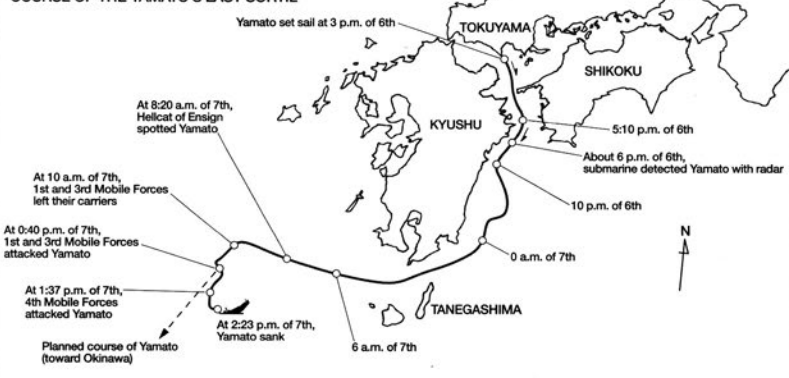 COURSE OF THE YAMATO'S LAST SORTIE
Yamato set sail at 3 p.m. of 6th
TOKUYAMA
SHIKOKU
KYUSHU
At 8:20 a.m. of 7th,
Hellcat of Ensign
spotted Yamato
5:10 p.m. of 6th
About 6 p.m. of 6th,
submarine detected Yamato with radar
At 10 a.m. of 7th,
1st and 3rd Mobile Forces
left their carriers
10 p.m. of 6th
At 0:40 p.m. of 7th,
1st and 3rd Mobile Forces
attacked Yamato
N
0 a.m. of 7th
At 1:37 p.m. of 7th,
4th Mobile Forces
attacked Yamato
TANEGASHIMA
At 2:23 p.m. of 7th,
Yamato sank
6 a.m. of 7th
Planned course of Yamato
(toward Okinawa)